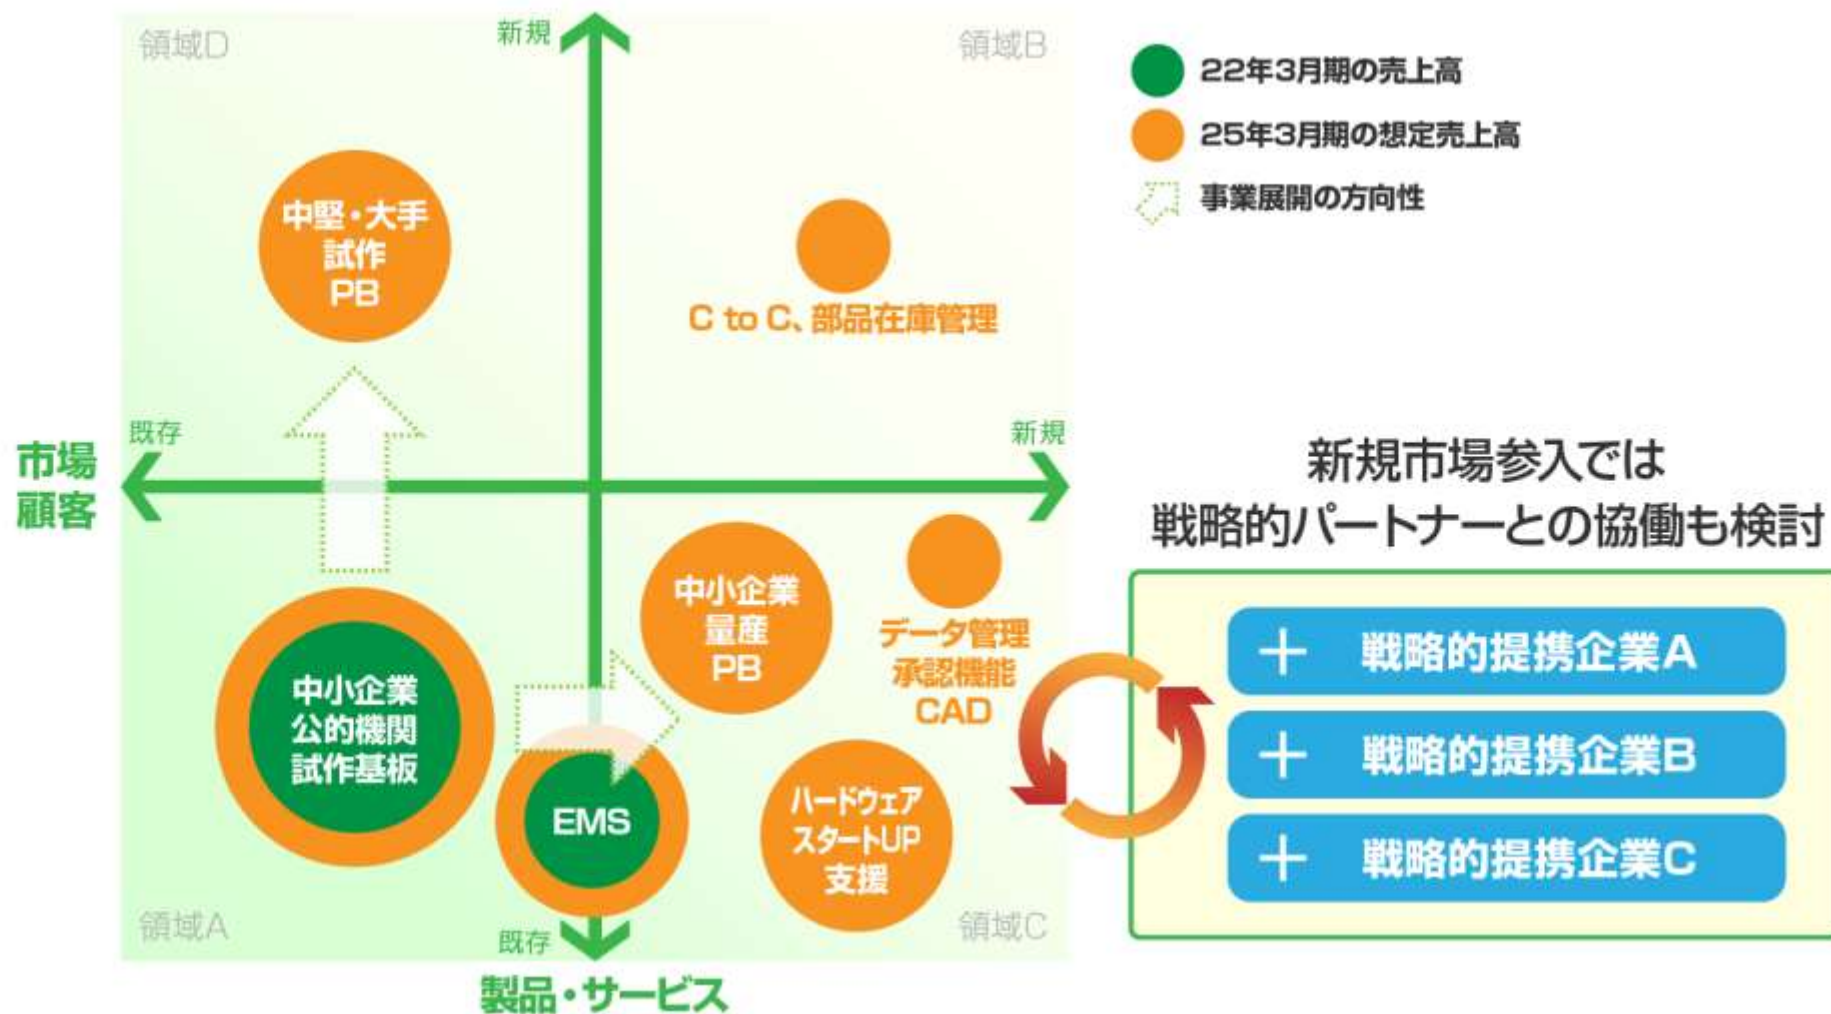 領域D
新規
領域B
22年3月期の売上高
25年3月期の想定売上高
事業展開の方向性
中堅・大手
試作
PB
C to C、部品在庫管理
既存
新規
市場
顧客
新規市場参入では
戦略的パートナーとの協働も検討
中小企業
量産
PB
データ管理
承認機能
CAD
中小企業
公的機関
試作基板
EMS
ハードウェア
スタートUP
支援
＋ 戦略的提携企業A
＋ 戦略的提携企業B
＋ 戦略的提携企業C
領域A
既存
領域C
製品・サービス